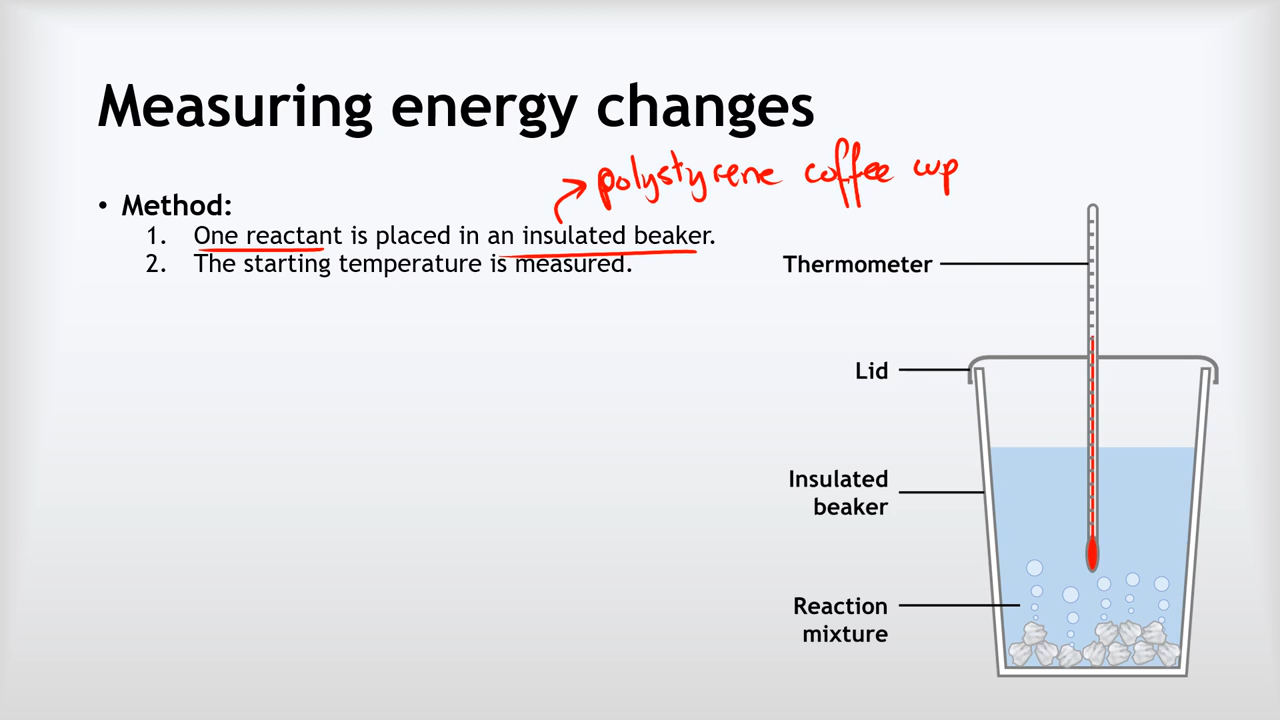 Measuring energy changes
polystyrene coffee cup
• Method:
1. One reactant is placed in an insulated beaker.
2. The starting temperature is measured.
Thermometer
Lid
Insulated
beaker
Reaction
mixture